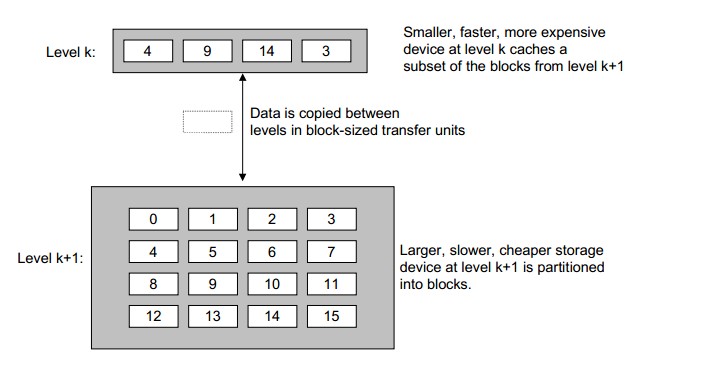 Smaller, faster, more expensive
device at level k caches a
subset of the blocks from level k+1
Level k:
4 9 14 3
Data is copied between
levels in block-sized transfer units
0 1 2 3
4 5 6 7
8 9 10 11
12 13 14 15
Level k+1:
Larger, slower, cheaper storage
device at level k+1 is partitioned
into blocks.